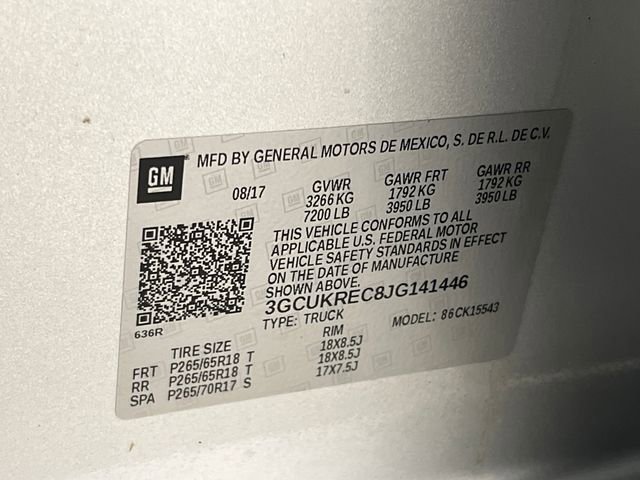 GM MFD BY GENERAL MOTORS DE MEXICO, S. DE R.L. DE C.V.
08/17 GVWR GAWR FRT GAWR RR
3266 KG 1792 KG 1792 KG
7200 LB 3950 LB 3950 LB
THIS VEHICLE CONFORMS TO ALL
APPLICABLE U.S. FEDERAL MOTOR
VEHICLE SAFETY STANDARDS IN EFFECT
ON THE DATE OF MANUFACTURE
SHOWN ABOVE.
3GCUKREC8JG141446
636R TYPE: TRUCK MODEL: 86CK15543
TIRE SIZE RIM
FRT P265/65R18 T 18X8.5J
RR P265/65R18 T 18X8.5J
SPA P265/70R17 S 17X7.5J